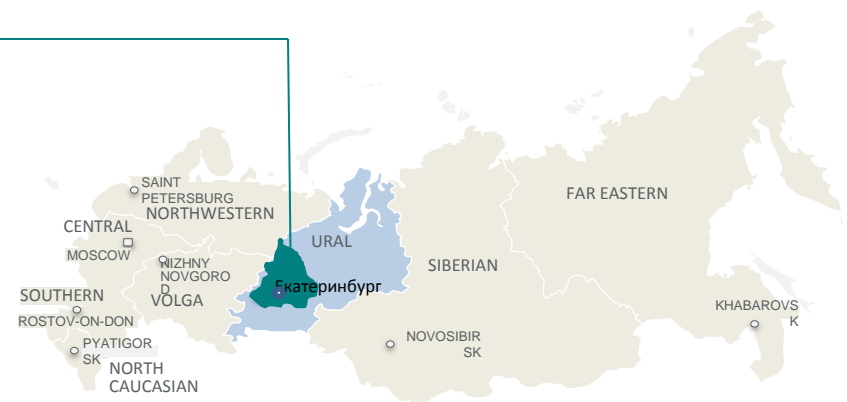 SAINT
PETERSBURG
NORTHWESTERN
FAR EASTERN
CENTRAL
MOSCOW
URAL
NIZHNY
NOVGORO
D
SIBERIAN
Екатеринбург
SOUTHERN
VOLGA
ROSTOV-ON-DON
KHABAROVS
K
PYATIGOR
SK
NOVOSIBIR
SK
NORTH
CAUCASIAN